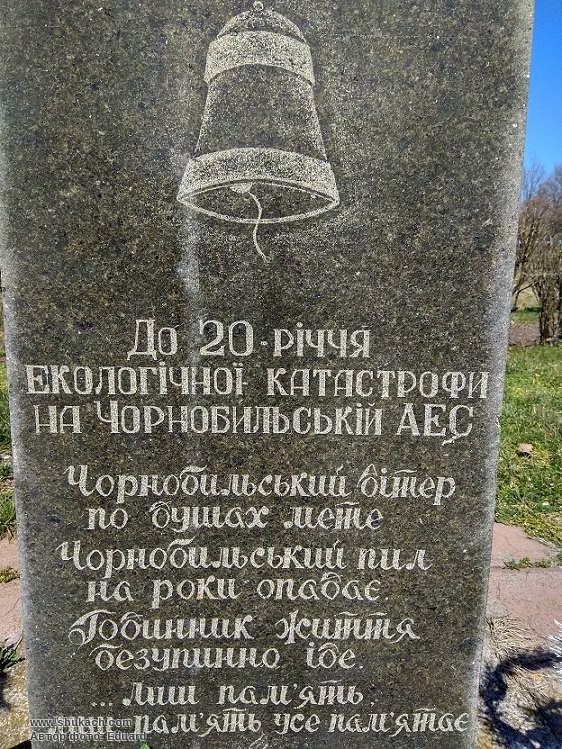 До 20-річчя
екологічної катастрофи
на Чорнобильській АЕС
Чорнобильський вітер
по душах мете
Чорнобильський пил
на роки опадає.
Годинник життя
безупинно іде.
...Лиш пам'ять,
пам'ять усе пам'ятає
www.shukach.com
Автор фото: Eduard